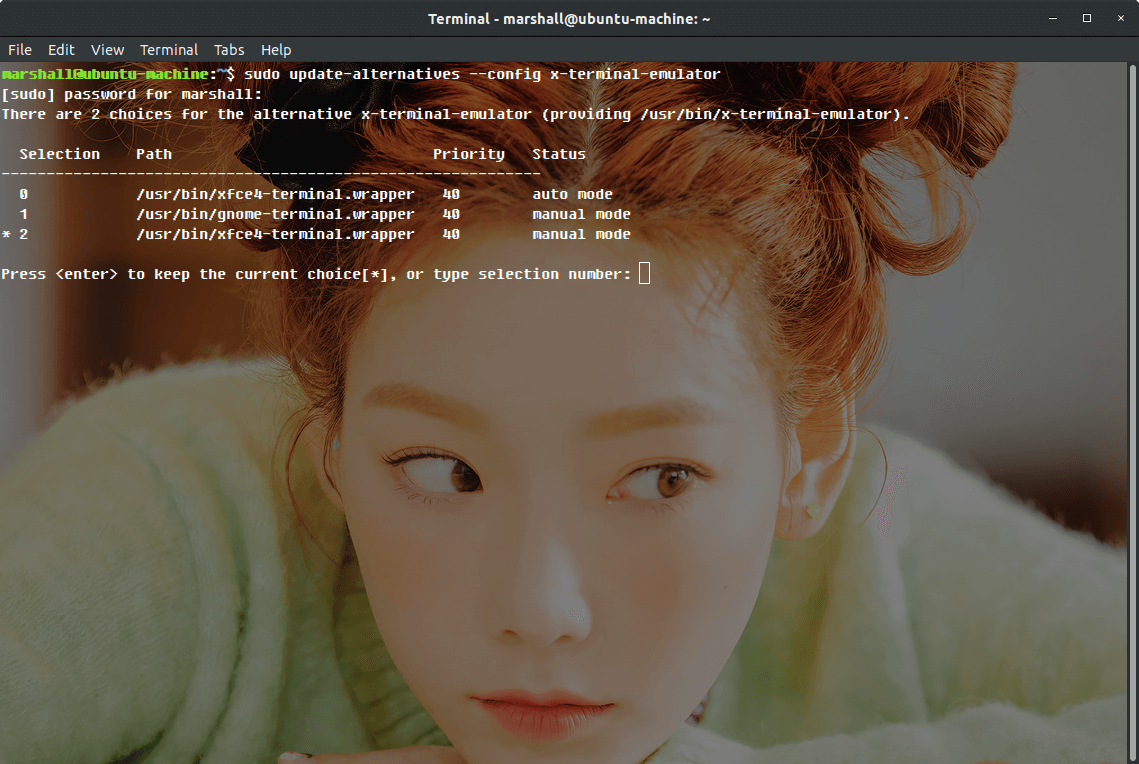 Terminal - marshall@ubuntu-machine: ~
File Edit View Terminal Tabs Help
marshall@ubuntu-machine:~$ sudo update-alternatives --config x-terminal-emulator
[sudo] password for marshall:
There are 2 choices for the alternative x-terminal-emulator (providing /usr/bin/x-terminal-emulator).
Selection Path Priority Status
------------------------------------------------------------
0 /usr/bin/xfce4-terminal.wrapper 40 auto mode
1 /usr/bin/gnome-terminal.wrapper 40 manual mode
* 2 /usr/bin/xfce4-terminal.wrapper 40 manual mode
Press <enter> to keep the current choice[*], or type selection number: